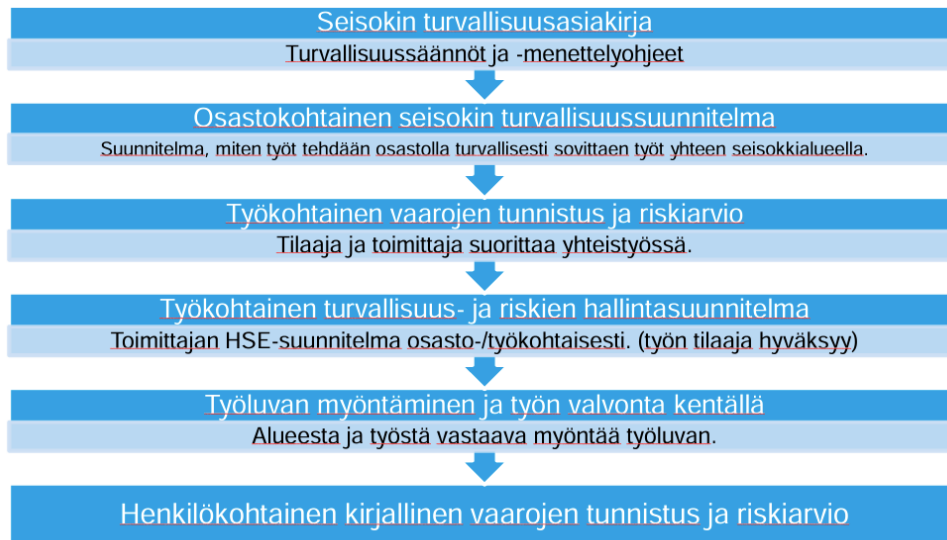 Seisokin turvallisuusasiakirja
Turvallisuussäännöt ja -menettelyohjeet
Osastokohtainen seisokin turvallisuussuunnitelma
Suunnitelma, miten työt tehdään osastolla turvallisesti sovittaen työt yhteen seisokkialueella.
Työkohtainen vaarojen tunnistus ja riskiarvio
Tilaaja ja toimittaja suorittaa yhteistyössä.
Työkohtainen turvallisuus- ja riskien hallintasuunnitelma
Toimittajan HSE-suunnitelma osasto-/työkohtaisesti. (työn tilaaja hyväksyy)
Työluvan myöntäminen ja työn valvonta kentällä
Alueesta ja työstä vastaava myöntää työluvan.
Henkilökohtainen kirjallinen vaarojen tunnistus ja riskiarvio